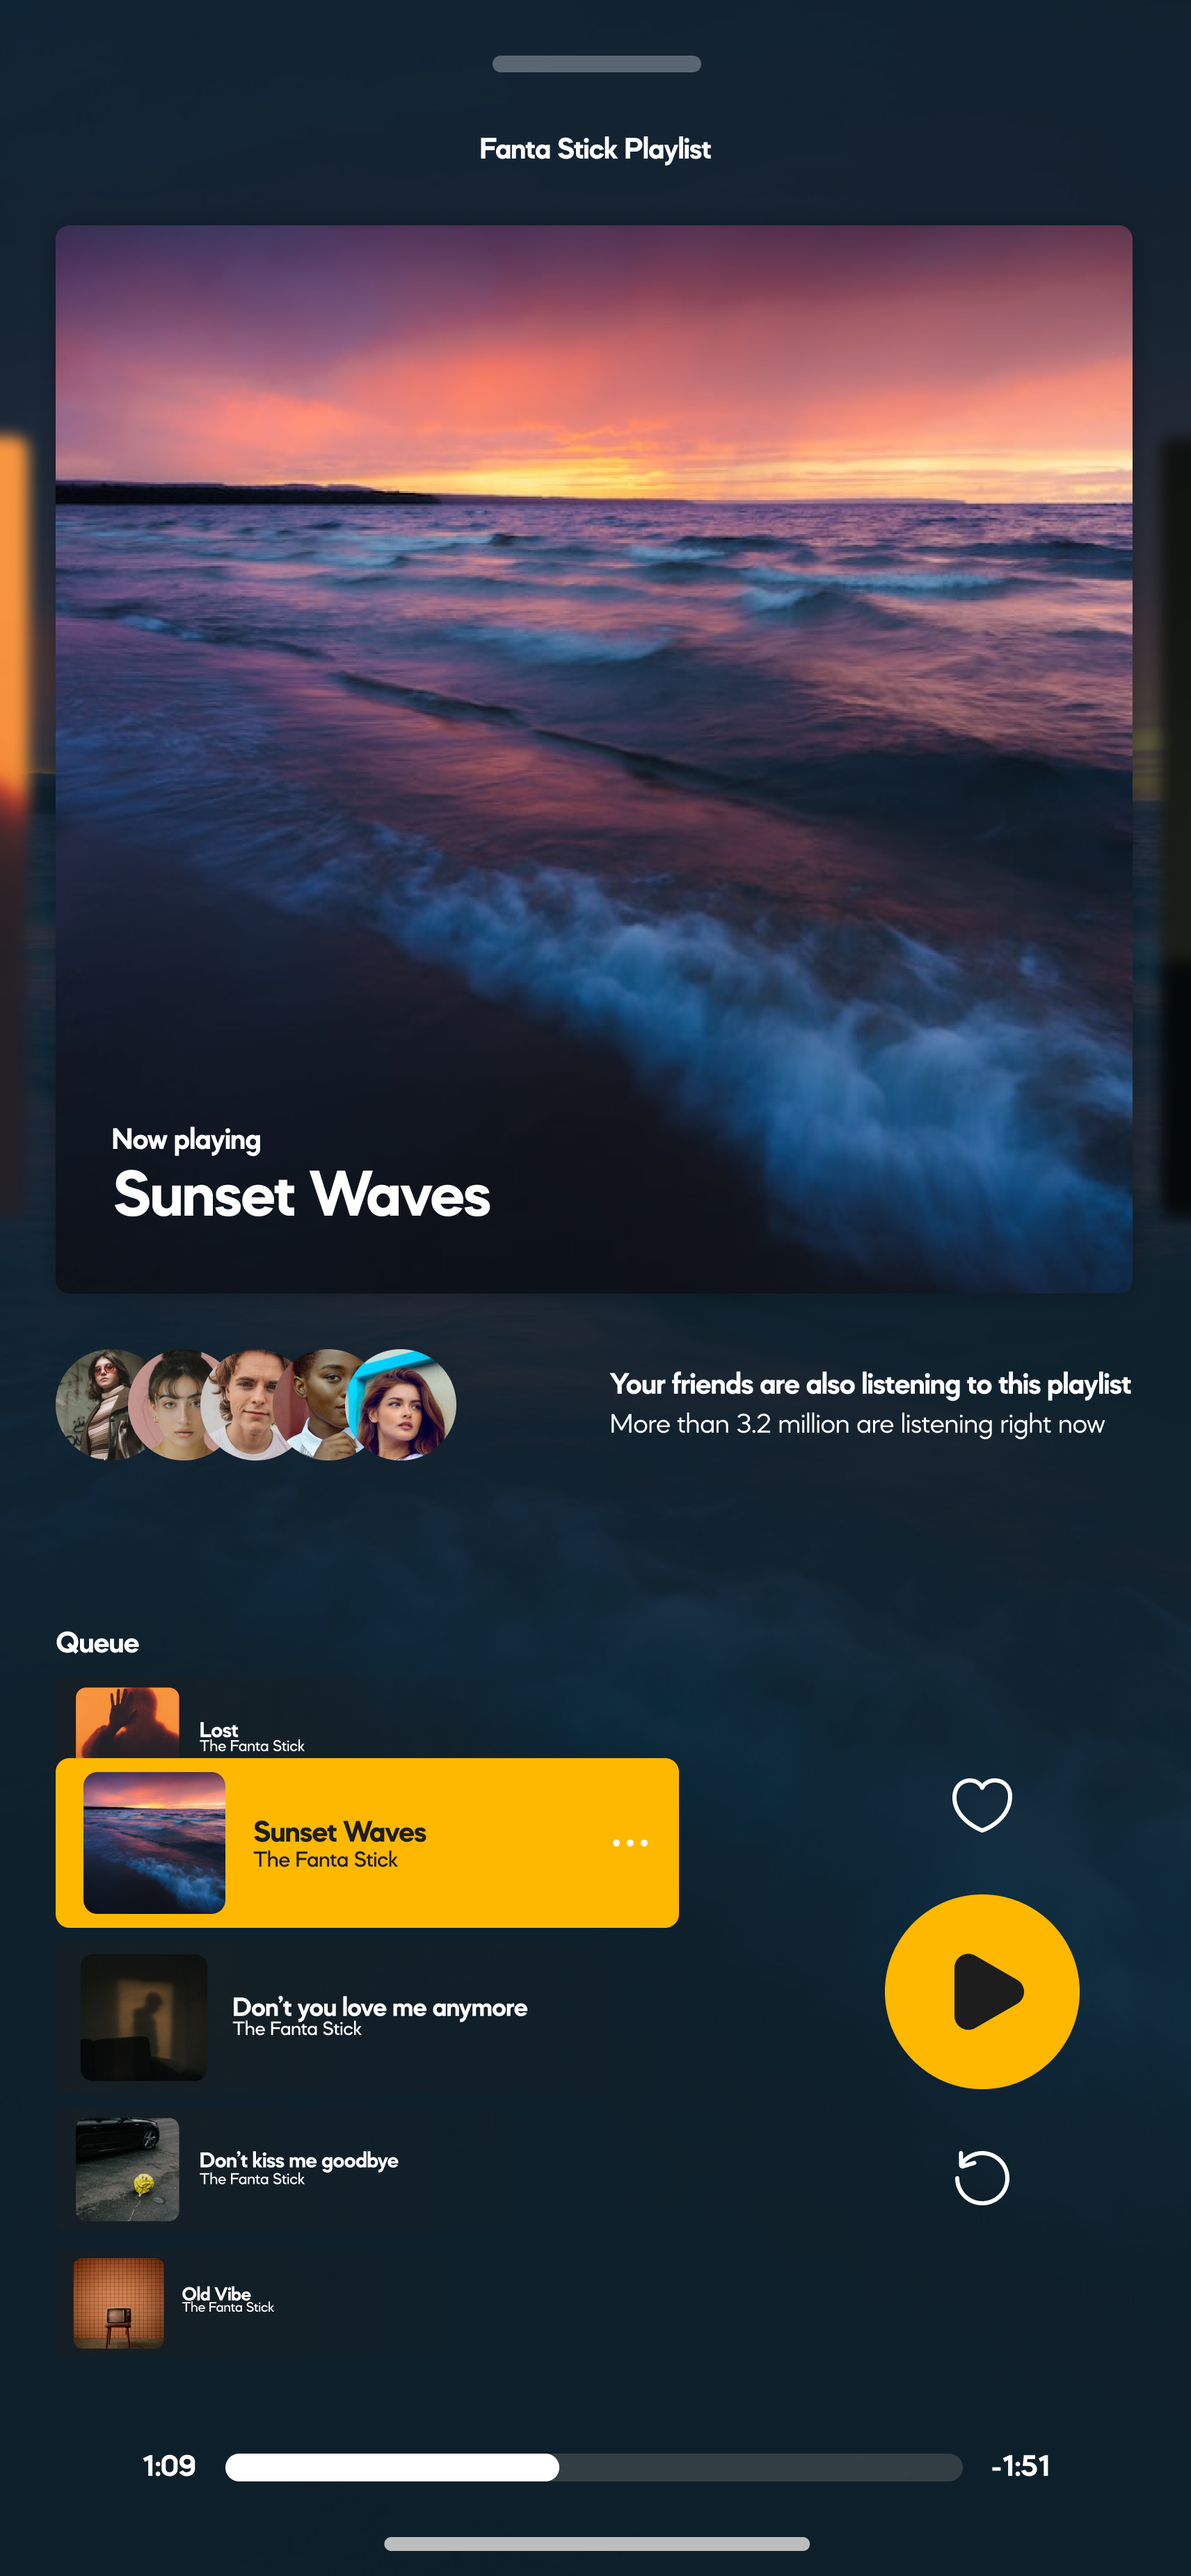 Fanta Stick Playlist
Now playing
Sunset Waves
Your friends are also listening to this playlist
More than 3.2 million are listening right now
Queue
Lost
The Fanta Stick
Sunset Waves
The Fanta Stick
Don’t you love me anymore
The Fanta Stick
Don’t kiss me goodbye
The Fanta Stick
Old Vibe
The Fanta Stick
1:09
-1:51